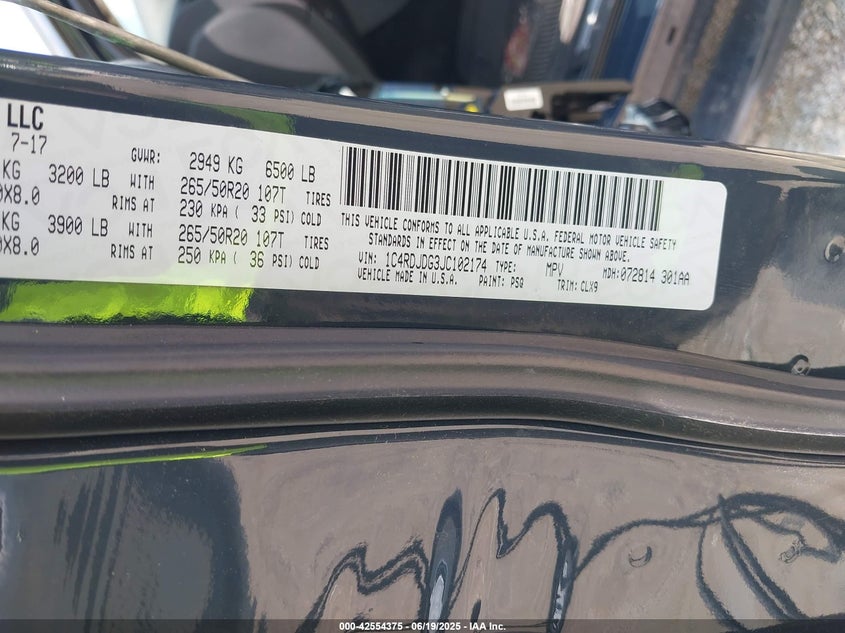 LLC
7-17
GVWR: 2949 KG 6500 LB
KG 3200 LB WITH 265/50R20 107T TIRES
0X8.0 RIMS AT 230 KPA ( 33 PSI) COLD
KG 3900 LB WITH 265/50R20 107T TIRES
0X8.0 RIMS AT 250 KPA ( 36 PSI) COLD
THIS VEHICLE CONFORMS TO ALL APPLICABLE U.S.A. FEDERAL MOTOR VEHICLE SAFETY
STANDARDS IN EFFECT ON THE DATE OF MANUFACTURE SHOWN ABOVE.
VIN: 1C4RDJDG3JC102174 TYPE: MPV MDH:072814 301AA
VEHICLE MADE IN U.S.A. PAINT: PSQ TRIM: CLX9
000-42554375 - 06/19/2025 - IAA Inc.